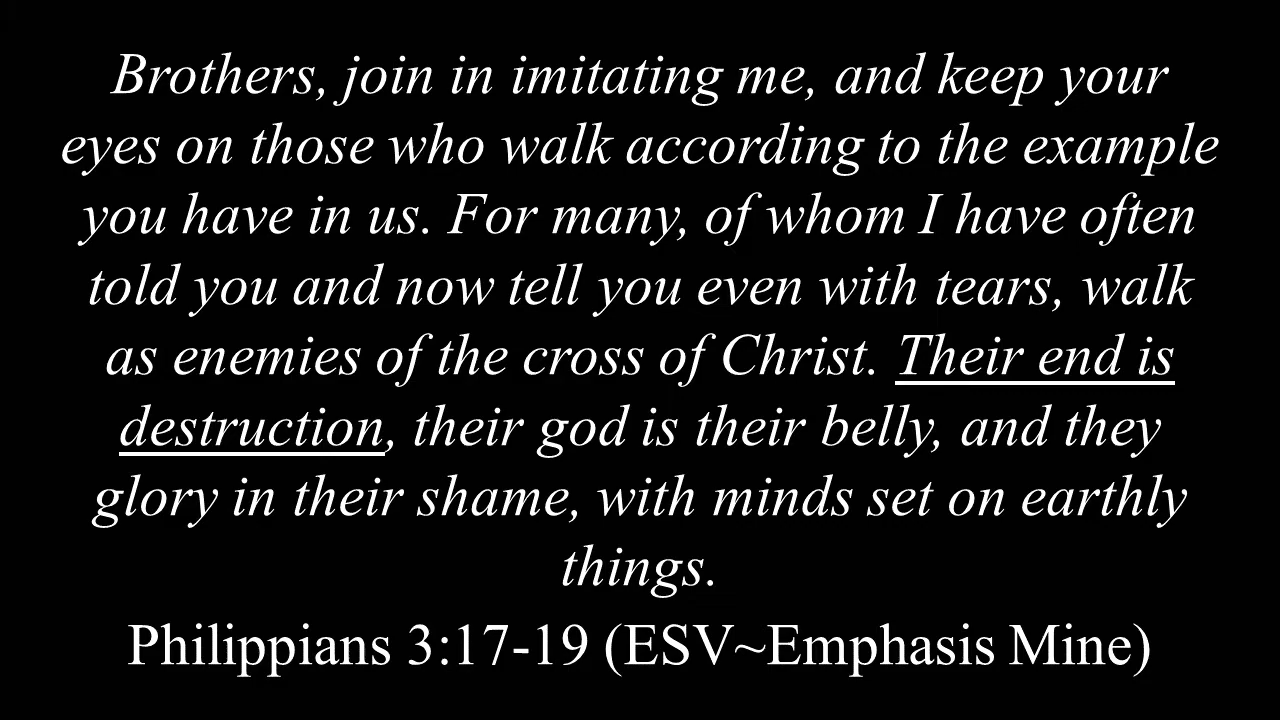 Brothers, join in imitating me, and keep your
eyes on those who walk according to the example
you have in us. For many, of whom I have often
told you and now tell you even with tears, walk
as enemies of the cross of Christ. Their end is
destruction, their god is their belly, and they
glory in their shame, with minds set on earthly
things.
Philippians 3:17-19 (ESV~Emphasis Mine)